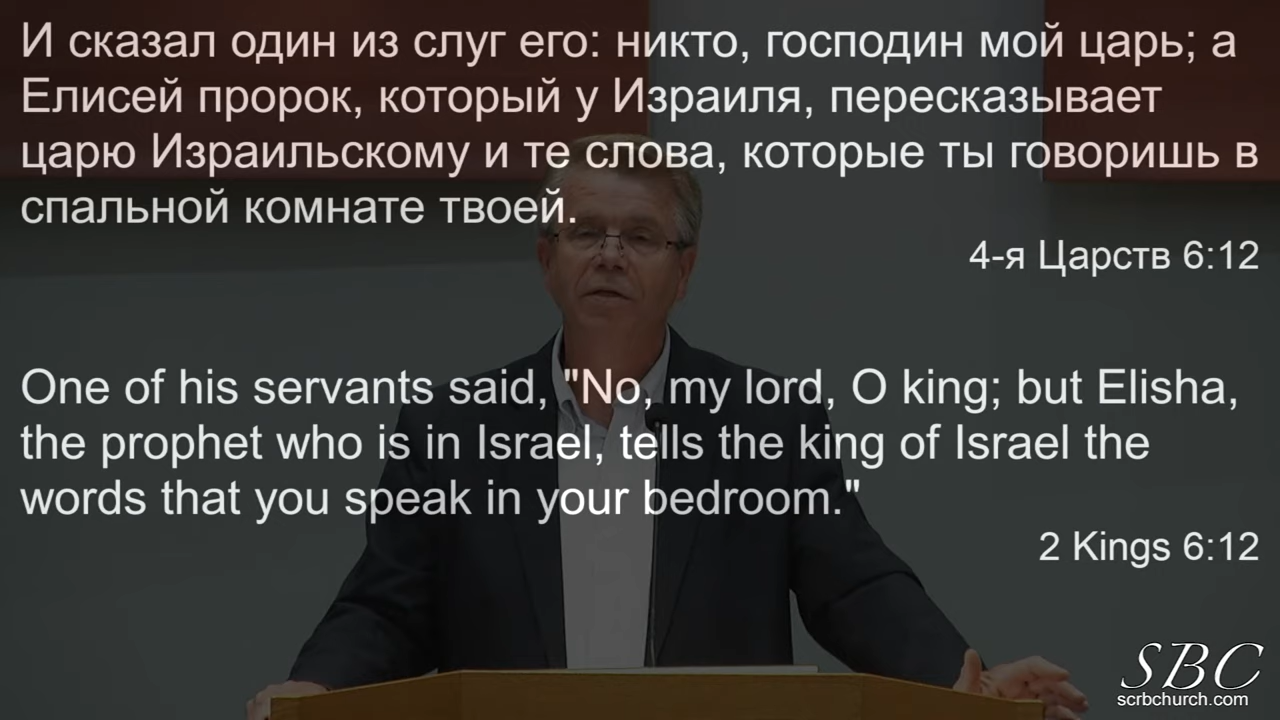 И сказал один из слуг его: никто, господин мой царь; а
Елисей пророк, который у Израиля, пересказывает
царю Израильскому и те слова, которые ты говоришь в
спальной комнате твоей.
4-я Царств 6:12
One of his servants said, "No, my lord, O king; but Elisha,
the prophet who is in Israel, tells the king of Israel the
words that you speak in your bedroom."
2 Kings 6:12
SBC
scrbchurch.com